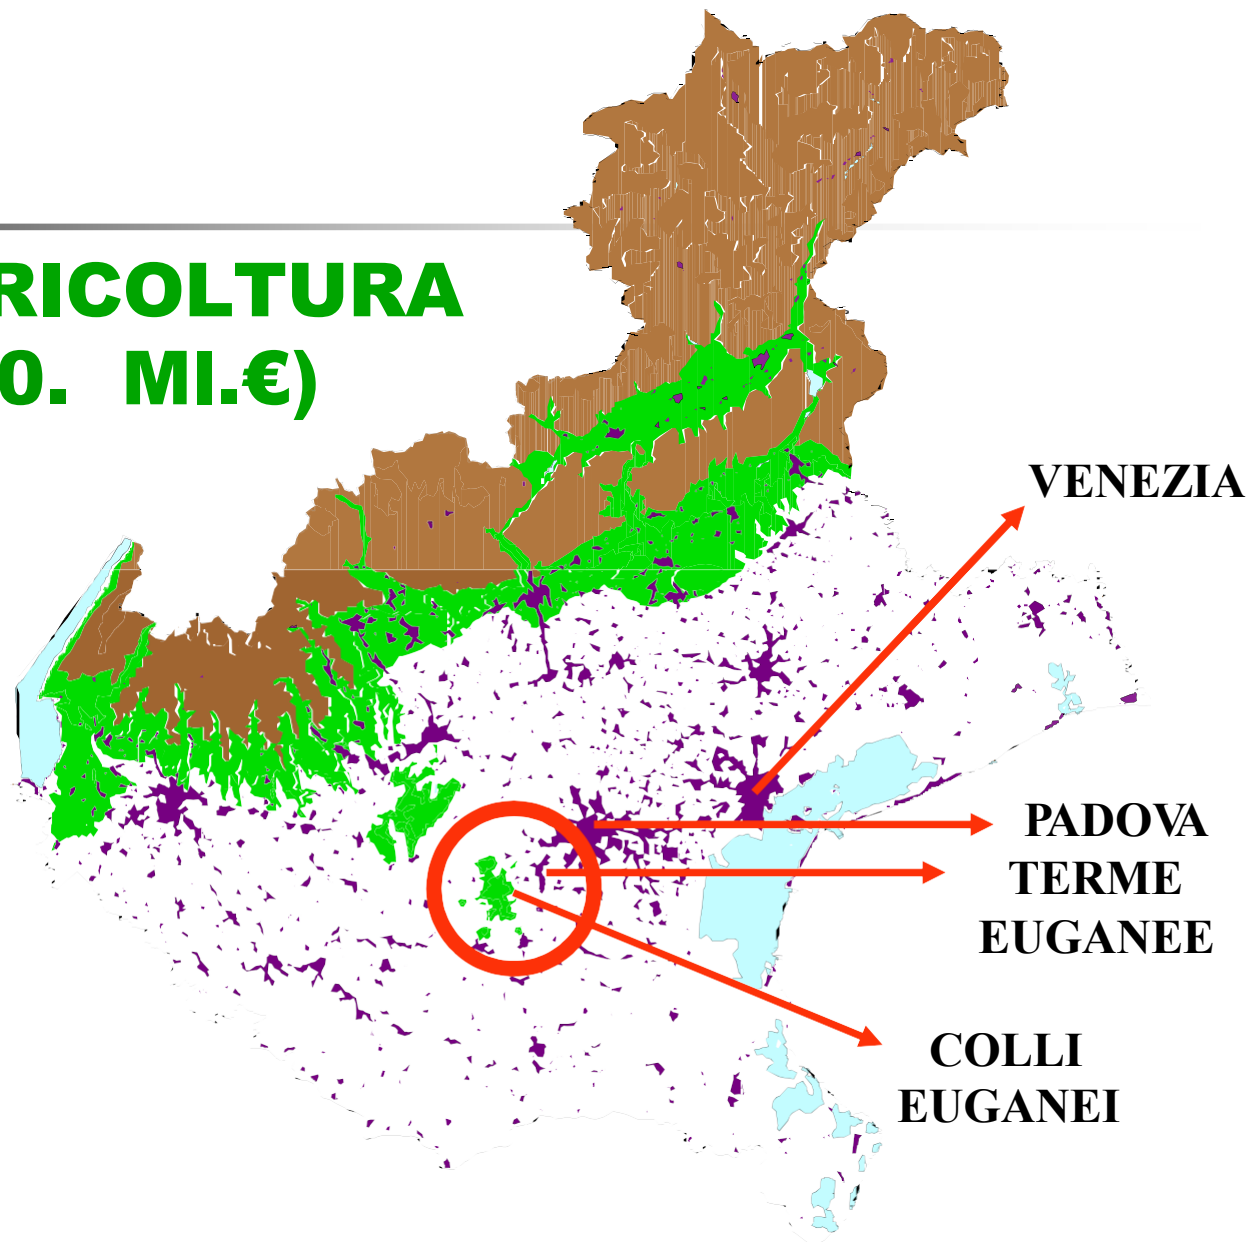 RICOLTURA
0. MI.€)
VENEZIA
PADOVA
TERME
EUGANEE
COLLI
EUGANEI